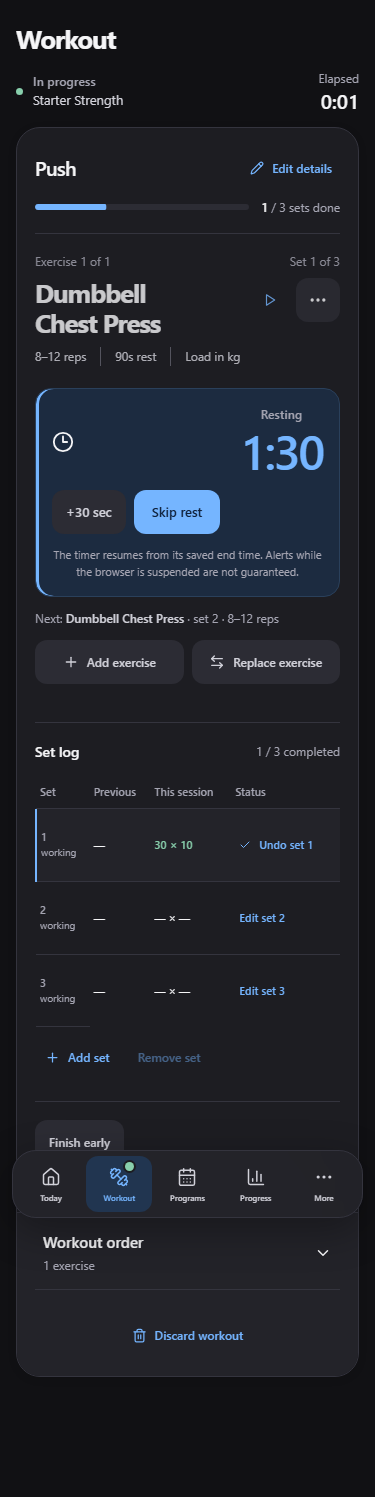 Workout
In progress
Starter Strength
Elapsed
0:01
Push
Edit details
1 / 3 sets done
Exercise 1 of 1
Set 1 of 3
Dumbbell
Chest Press
8–12 reps
90s rest
Load in kg
Resting
1:30
+30 sec
Skip rest
The timer resumes from its saved end time. Alerts while
the browser is suspended are not guaranteed.
Next: Dumbbell Chest Press · set 2 · 8–12 reps
Add exercise
Replace exercise
Set log
1 / 3 completed
Set Previous This session Status
1
working
—
30 × 10
Undo set 1
2
working
—
— × —
Edit set 2
3
working
—
— × —
Edit set 3
Add set
Remove set
Finish early
Today
Workout
Programs
Progress
More
Workout order
1 exercise
Discard workout